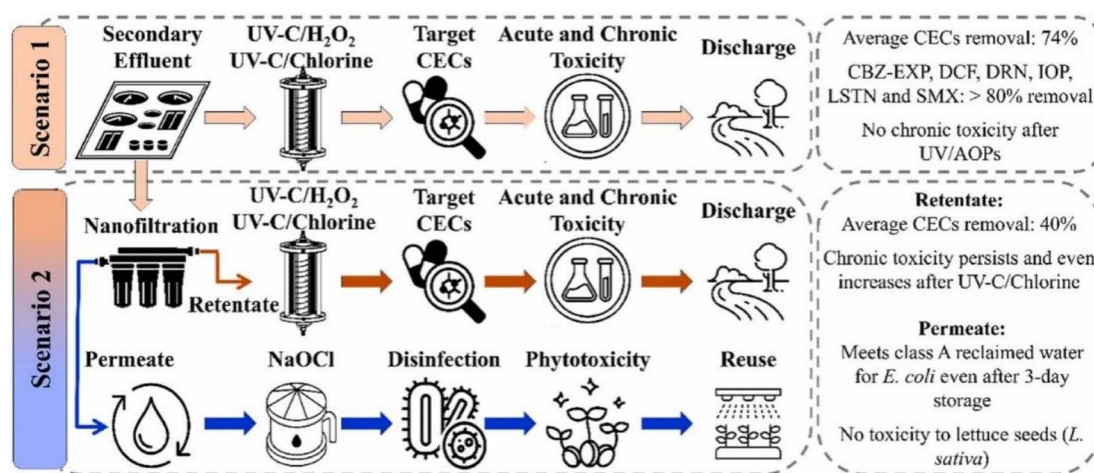 Scenario 1
Secondary
Effluent
UV-C/H₂O₂
UV-C/Chlorine
Target
CECs
Acute and Chronic
Toxicity
Discharge
Average CECs removal: 74%
CBZ-EXP, DCF, DRN, IOP,
LSTN and SMX: > 80% removal
No chronic toxicity after
UV/AOPs
Scenario 2
Nanofiltration
Retentate
UV-C/H₂O₂
UV-C/Chlorine
Target
CECs
Acute and Chronic
Toxicity
Discharge
Permeate
NaOCl
Disinfection
Phytotoxicity
Reuse
Retentate:
Average CECs removal: 40%
Chronic toxicity persists and even
increases after UV-C/Chlorine
Permeate:
Meets class A reclaimed water
for E. coli even after 3-day
storage
No toxicity to lettuce seeds (L.
sativa)